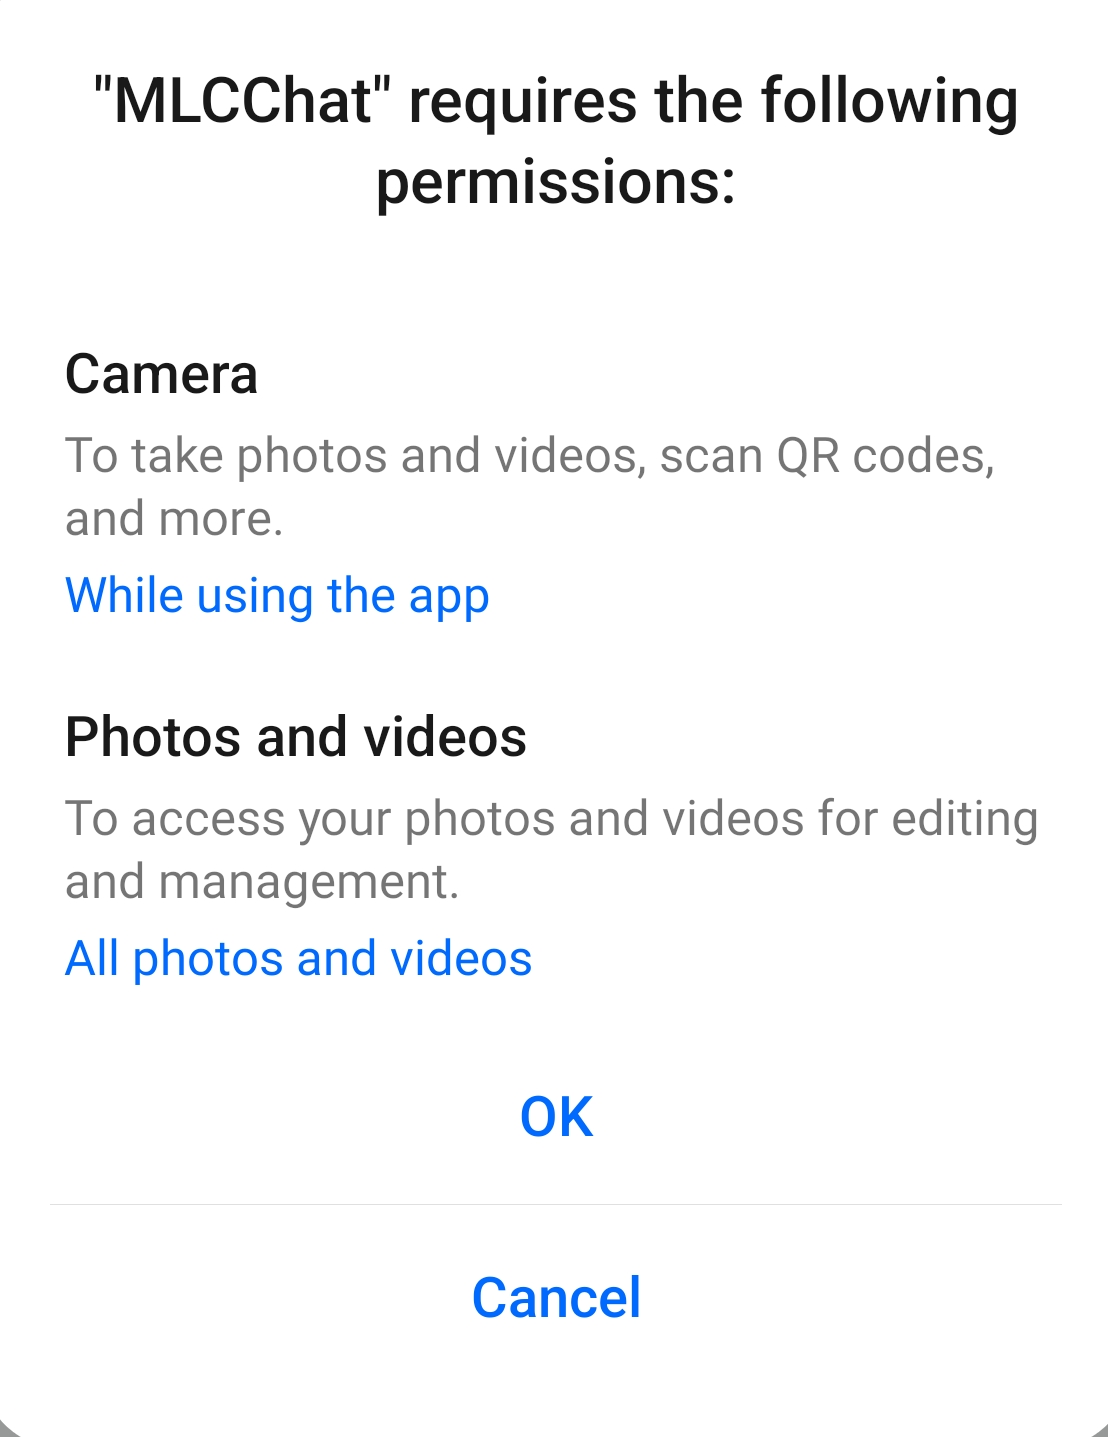 "MLCChat" requires the following
permissions:
Camera
To take photos and videos, scan QR codes,
and more.
While using the app
Photos and videos
To access your photos and videos for editing
and management.
All photos and videos
OK
Cancel